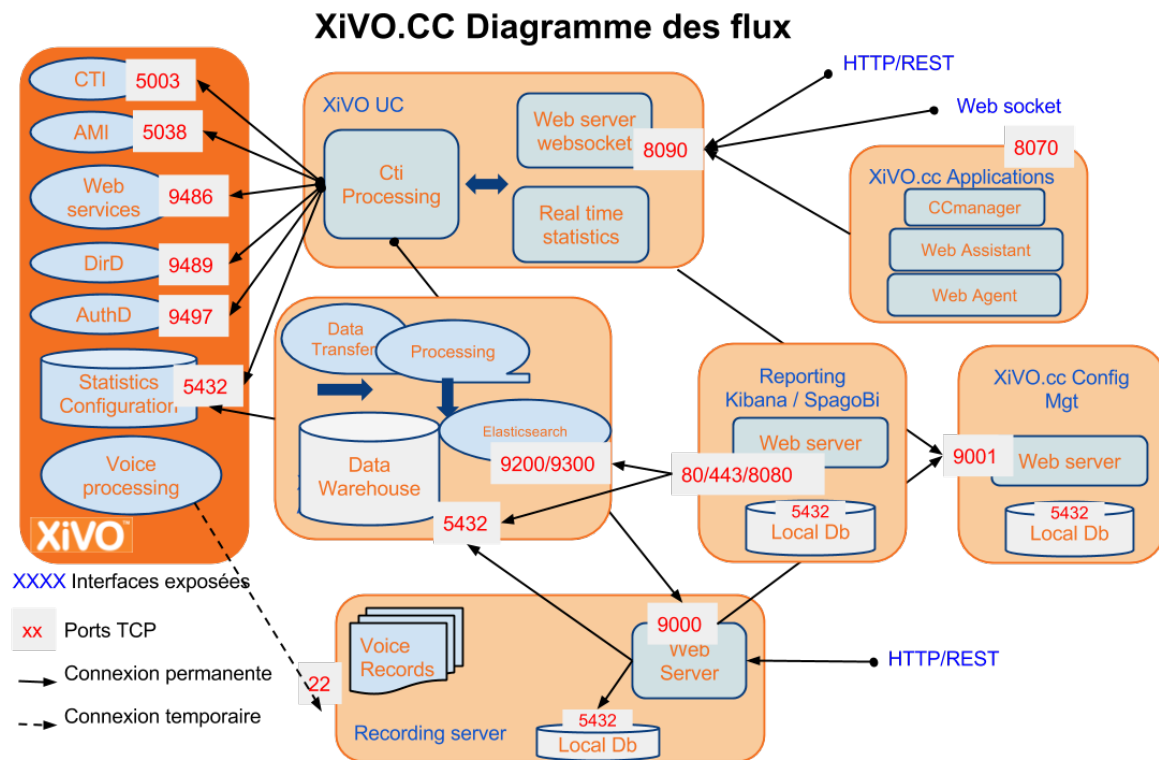 XiVO.CC Diagramme des flux
CTI
5003
AMI
5038
Web
services
9486
DirD
9489
AuthD
9497
Statistics
Configuration
5432
Voice
processing
XiVO™
XiVO UC
Cti
Processing
Web server
websocket
8090
Real time
statistics
HTTP/REST
Web socket
8070
XiVO.cc Applications
CCmanager
Web Assistant
Web Agent
Data
Transfer
Processing
Elasticsearch
9200/9300
Data
Warehouse
5432
Reporting
Kibana / SpagoBi
Web server
80/443/8080
5432
Local Db
XiVO.cc Config
Mgt
9001
Web server
5432
Local Db
XXXX Interfaces exposées
xx Ports TCP
Connexion permanente
Connexion temporaire
22
Voice
Records
9000
Web
Server
HTTP/REST
5432
Local Db
Recording server